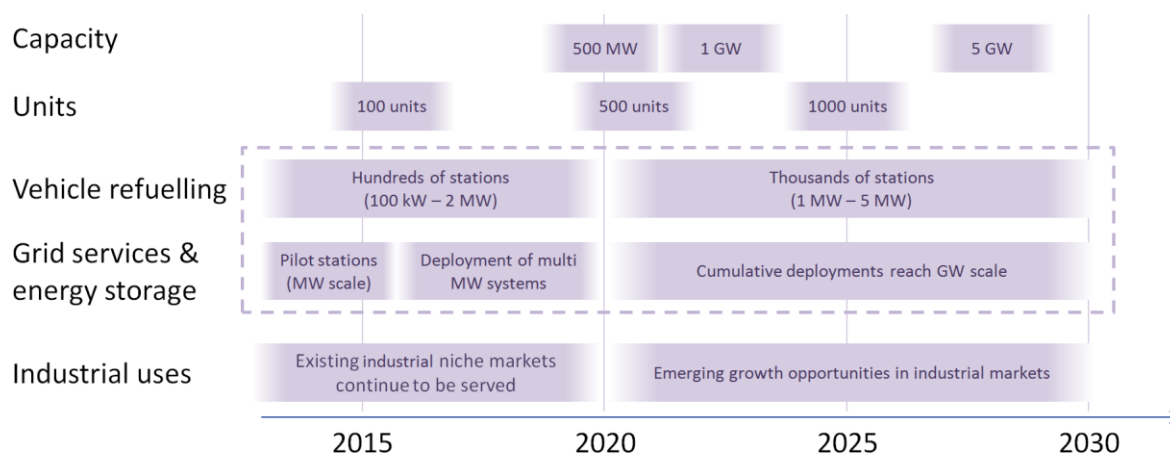 Capacity
500 MW
1 GW
5 GW
Units
100 units
500 units
1000 units
Vehicle refuelling
Hundreds of stations
(100 kW – 2 MW)
Thousands of stations
(1 MW – 5 MW)
Grid services &
energy storage
Pilot stations
(MW scale)
Deployment of multi
MW systems
Cumulative deployments reach GW scale
Industrial uses
Existing industrial niche markets
continue to be served
Emerging growth opportunities in industrial markets
2015
2020
2025
2030